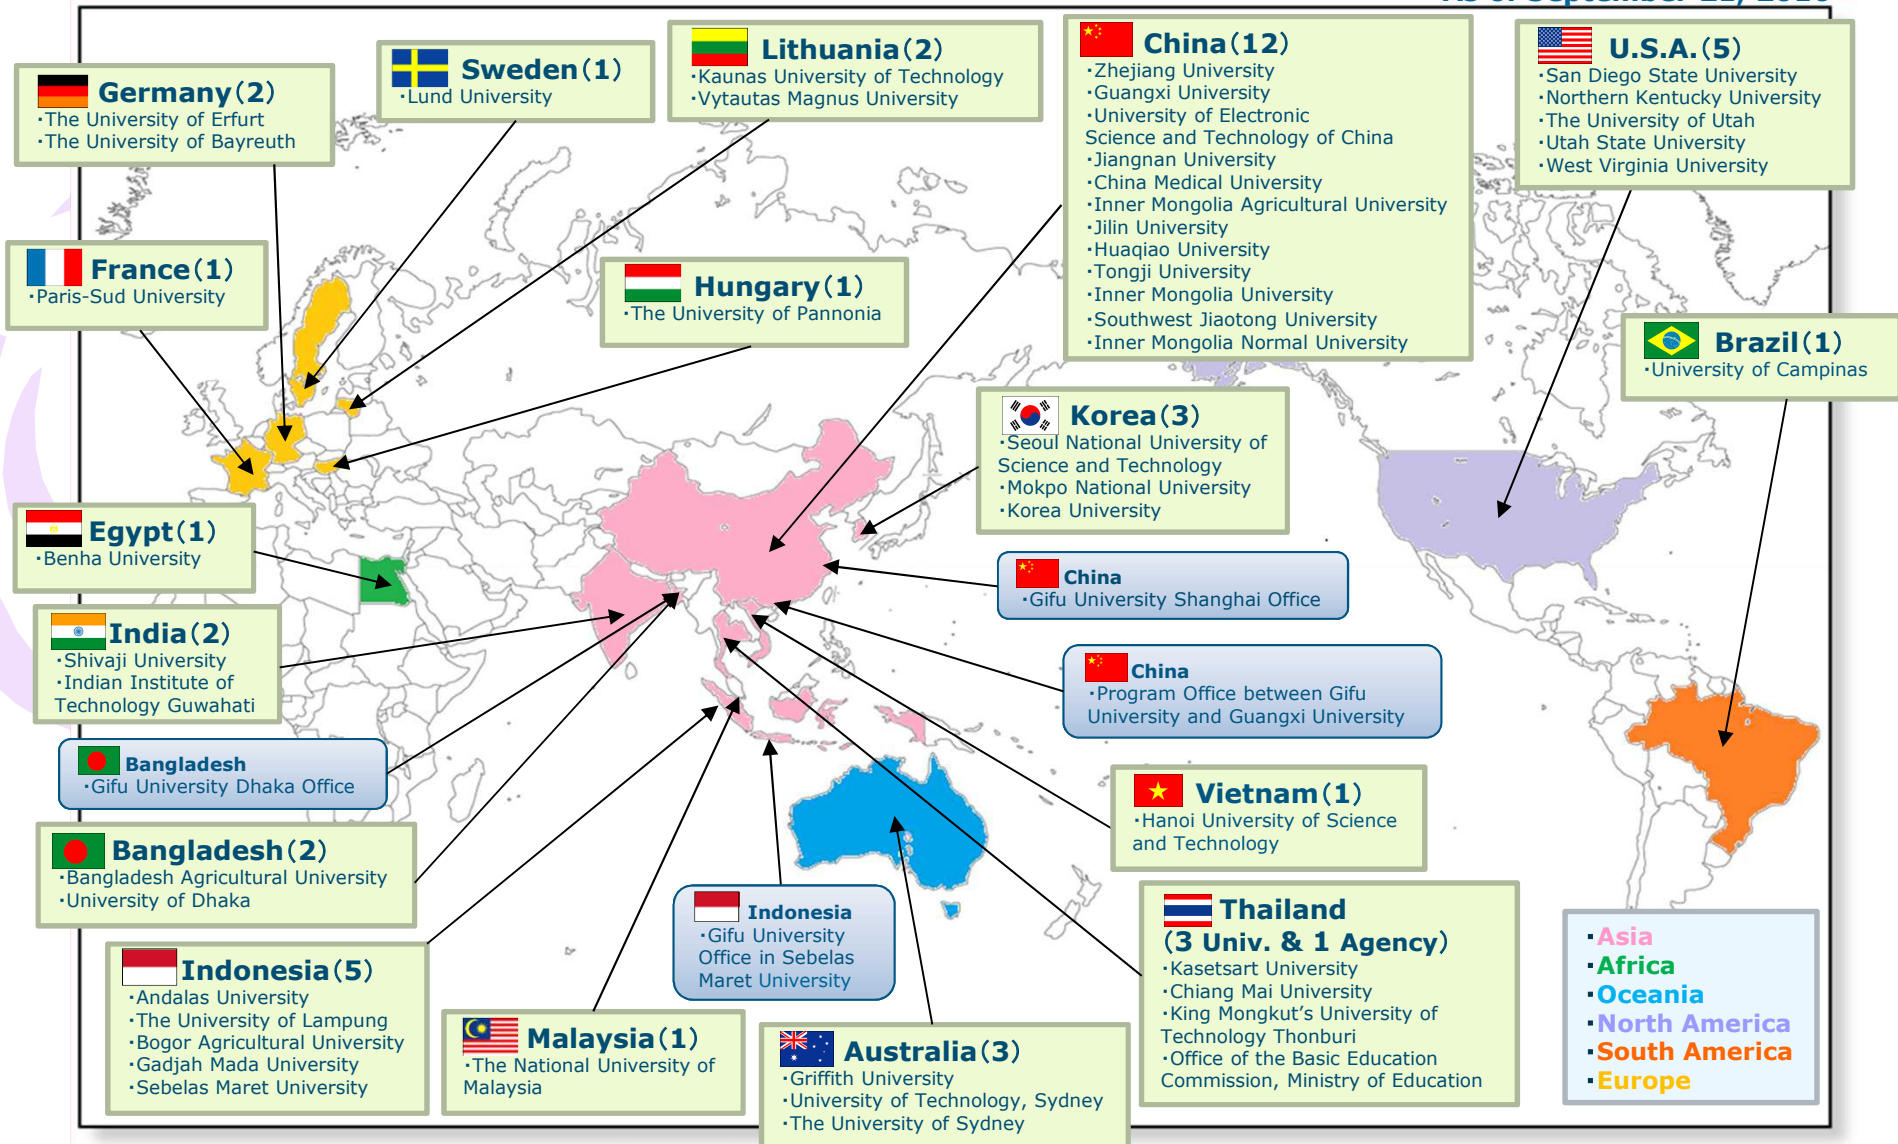 Germany(2)
・The University of Erfurt
・The University of Bayreuth
Sweden(1)
・Lund University
Lithuania(2)
・Kaunas University of Technology
・Vytautas Magnus University
China(12)
・Zhejiang University
・Guangxi University
・University of Electronic
Science and Technology of China
・Jiangnan University
・China Medical University
・Inner Mongolia Agricultural University
・Jilin University
・Huaqiao University
・Tongji University
・Inner Mongolia University
・Southwest Jiaotong University
・Inner Mongolia Normal University
U.S.A.(5)
・San Diego State University
・Northern Kentucky University
・The University of Utah
・Utah State University
・West Virginia University
France(1)
・Paris-Sud University
Hungary(1)
・The University of Pannonia
Brazil(1)
・University of Campinas
Korea(3)
・Seoul National University of
Science and Technology
・Mokpo National University
・Korea University
Egypt(1)
・Benha University
China
・Gifu University Shanghai Office
India(2)
・Shivaji University
・Indian Institute of
Technology Guwahati
China
・Program Office between Gifu
University and Guangxi University
Bangladesh
・Gifu University Dhaka Office
Vietnam(1)
・Hanoi University of Science
and Technology
Bangladesh(2)
・Bangladesh Agricultural University
・University of Dhaka
Indonesia
・Gifu University
Office in Sebelas
Maret University
Thailand
(3 Univ. & 1 Agency)
・Kasetsart University
・Chiang Mai University
・King Mongkut's University of
Technology Thonburi
・Office of the Basic Education
Commission, Ministry of Education
Indonesia(5)
・Andalas University
・The University of Lampung
・Bogor Agricultural University
・Gadjah Mada University
・Sebelas Maret University
Malaysia(1)
・The National University of
Malaysia
Australia(3)
・Griffith University
・University of Technology, Sydney
・The University of Sydney
・Asia
・Africa
・Oceania
・North America
・South America
・Europe